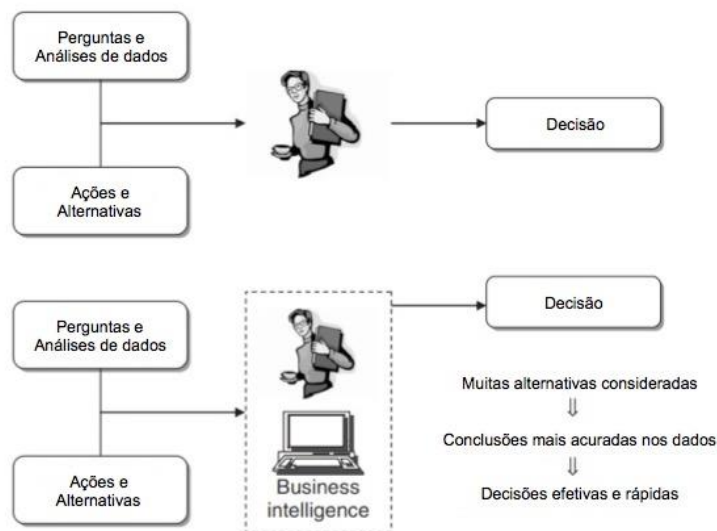 Perguntas e
Análises de dados
Decisão
Ações e
Alternativas
Perguntas e
Análises de dados
Decisão
Muitas alternativas consideradas
⇓
Conclusões mais acuradas nos dados
⇓
Decisões efetivas e rápidas
Ações e
Alternativas
Business
intelligence